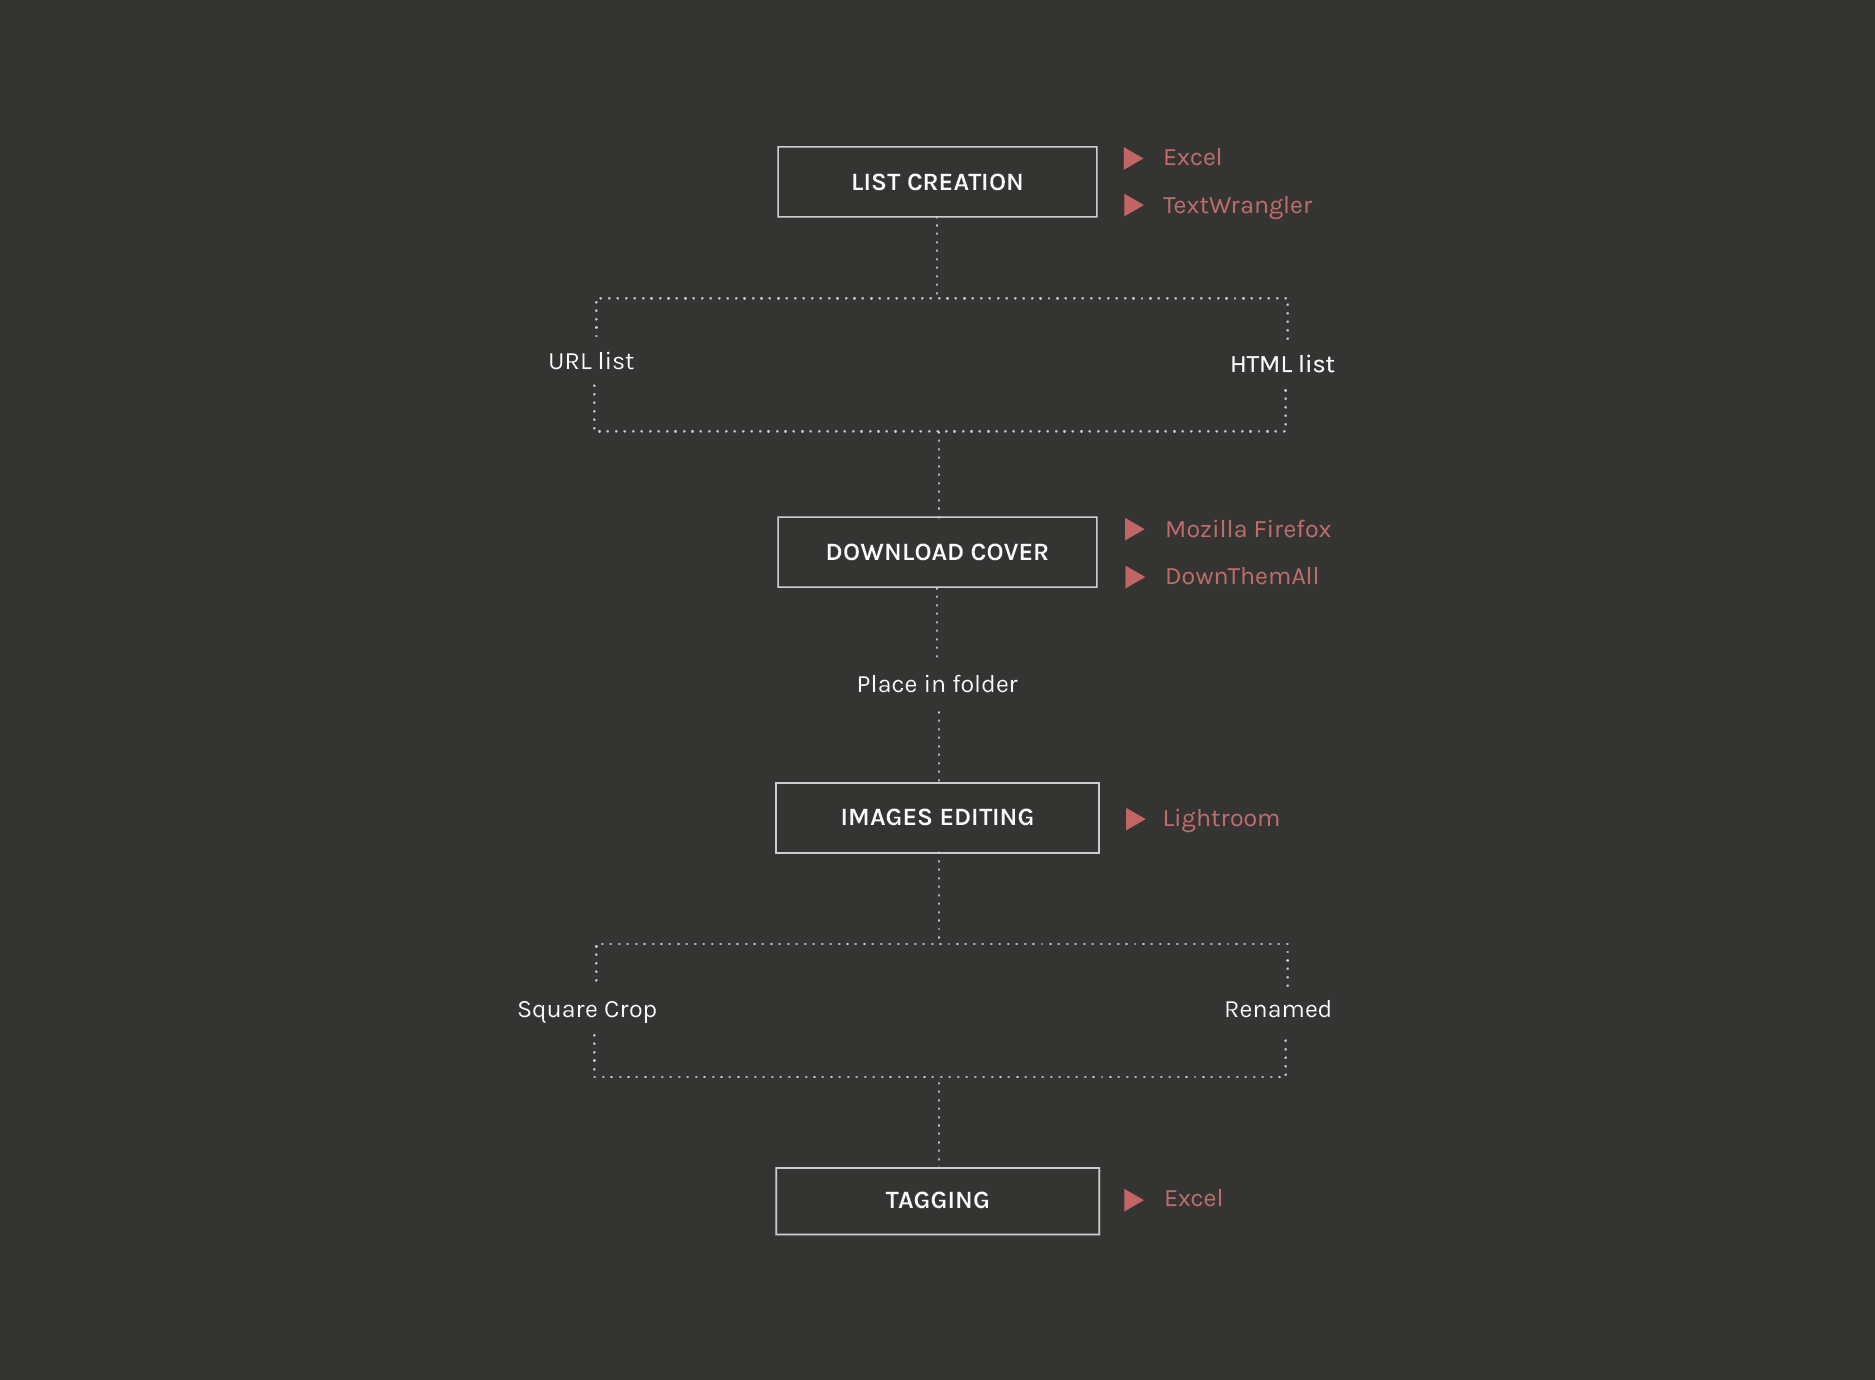 LIST CREATION
Excel
TextWrangler
URL list
HTML list
DOWNLOAD COVER
Mozilla Firefox
DownThemAll
Place in folder
IMAGES EDITING
Lightroom
Square Crop
Renamed
TAGGING
Excel